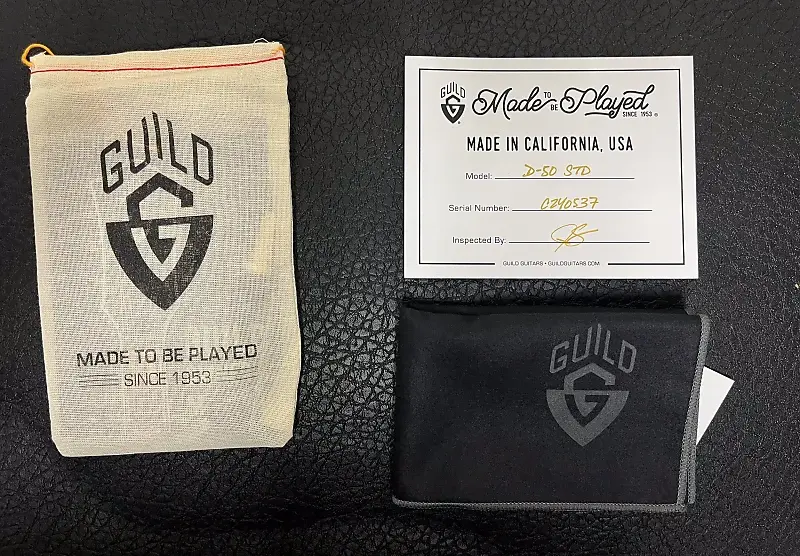 GUILD
MADE TO BE PLAYED
SINCE 1953
GUILD
Made TO BE Played
SINCE 1953
MADE IN CALIFORNIA, USA
Model: D-50 STD
Serial Number: C240537
Inspected By:
GUILD GUITARS • GUILDGUITARS.COM
GUILD